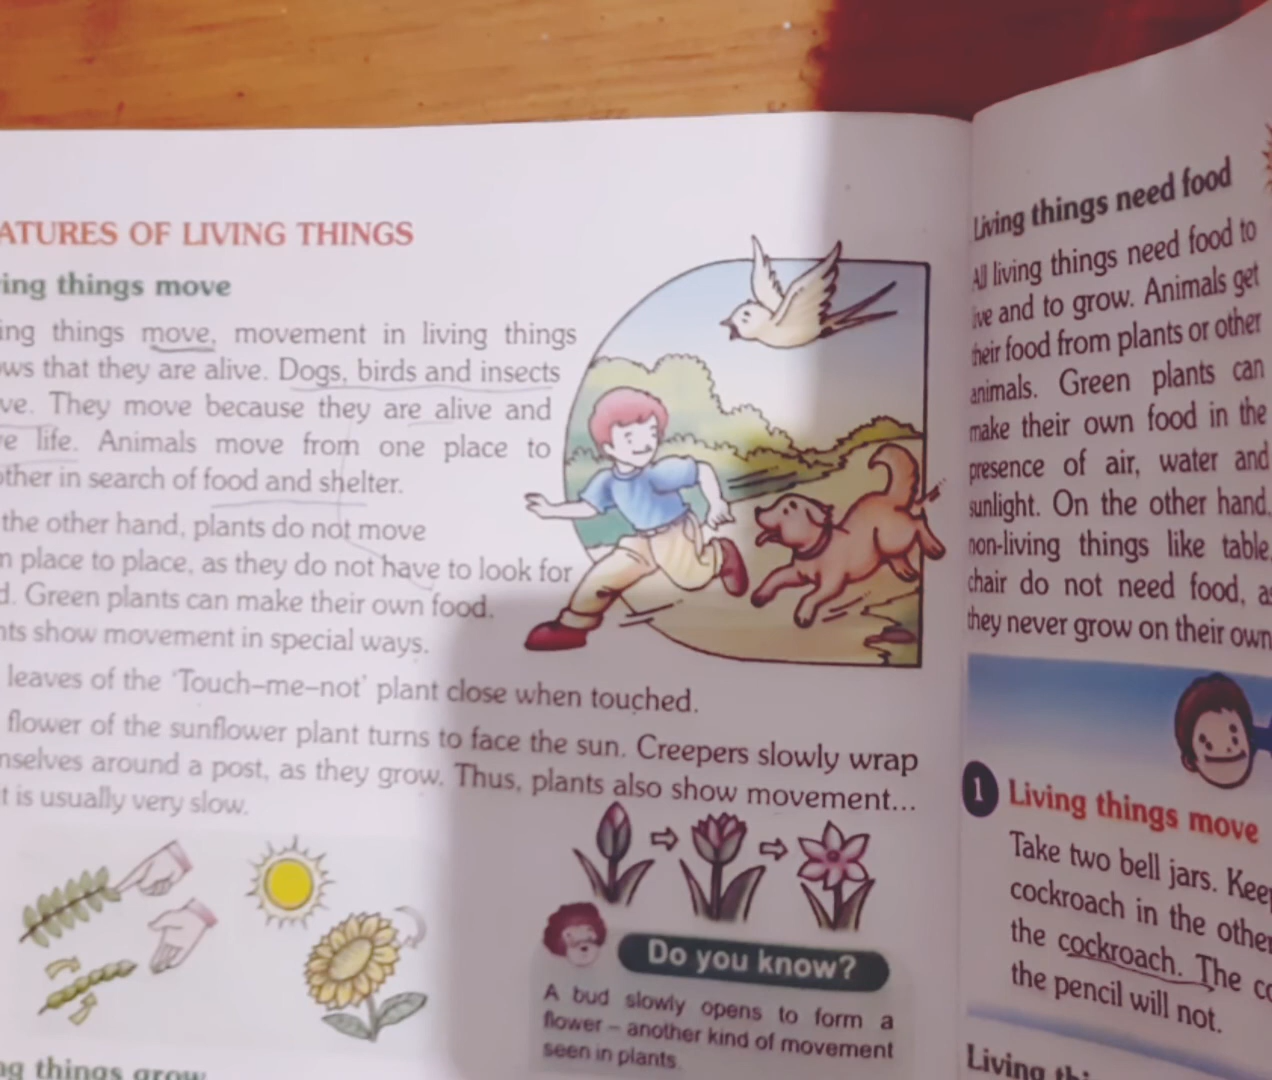 ATURES OF LIVING THINGS
ing things move
ing things move, movement in living things
ws that they are alive. Dogs, birds and insects
ve. They move because they are alive and
e life. Animals move from one place to
other in search of food and shelter.
the other hand, plants do not move
n place to place, as they do not have to look for
d. Green plants can make their own food.
nts show movement in special ways.
leaves of the ‘Touch–me–not’ plant close when touched.
flower of the sunflower plant turns to face the sun. Creepers slowly wrap
nselves around a post, as they grow. Thus, plants also show movement...
t is usually very slow.
Do you know?
A bud slowly opens to form a
flower – another kind of movement
seen in plants.
ng things grow
Living things need food
All living things need food to
ive and to grow. Animals get
their food from plants or other
animals. Green plants can
make their own food in the
presence of air, water and
sunlight. On the other hand,
non-living things like table,
chair do not need food, as
they never grow on their own
1 Living things move
Take two bell jars. Keep
cockroach in the other
the cockroach. The co
the pencil will not.
Living thi